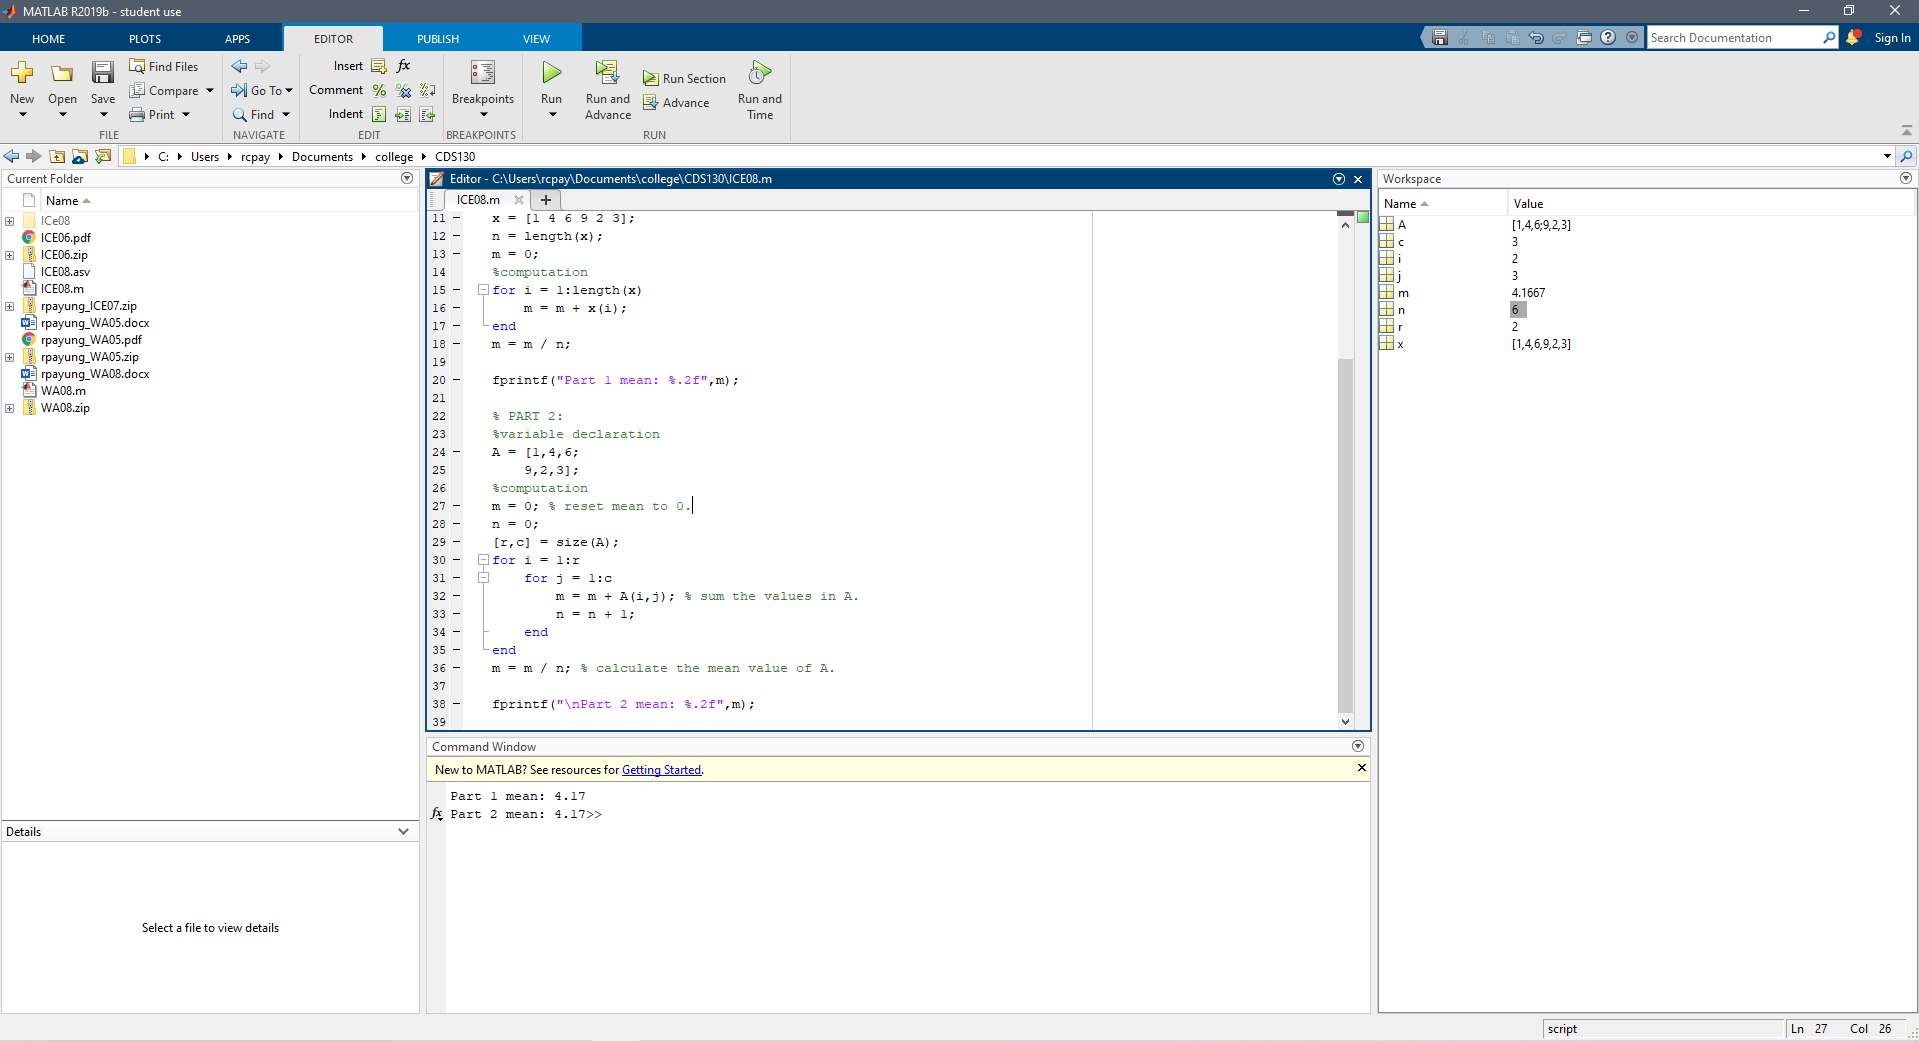 MATLAB R2019b - student use
HOME PLOTS APPS EDITOR PUBLISH VIEW
Search Documentation
Sign In
New
Open
Save
Find Files
Compare
Print
FILE
Go To
Find
NAVIGATE
Insert fx
Comment % %
Indent
EDIT
Breakpoints
BREAKPOINTS
Run
Run and
Advance
Run Section
Advance
Run and
Time
RUN
C: Users rcpay Documents college CDS130
Current Folder
Name
ICe08
ICE06.pdf
ICE06.zip
ICE08.asv
ICE08.m
rpayung_ICE07.zip
rpayung_WA05.docx
rpayung_WA05.pdf
rpayung_WA05.zip
rpayung_WA08.docx
WA08.m
WA08.zip
Details
Select a file to view details
Editor - C:\Users\rcpay\Documents\college\CDS130\ICE08.m
ICE08.m
11 x = [1 4 6 9 2 3];
12 n = length(x);
13 m = 0;
14 %computation
15 for i = 1:length(x)
16 m = m + x(i);
17 end
18 m = m / n;
19
20 fprintf("Part 1 mean: %.2f",m);
21
22 % PART 2:
23 %variable declaration
24 A = [1,4,6;
25 9,2,3];
26 %computation
27 m = 0; % reset mean to 0.
28 n = 0;
29 [r,c] = size(A);
30 for i = 1:r
31 for j = 1:c
32 m = m + A(i,j); % sum the values in A.
33 n = n + 1;
34 end
35 end
36 m = m / n; % calculate the mean value of A.
37
38 fprintf("\nPart 2 mean: %.2f",m);
39
Command Window
New to MATLAB? See resources for Getting Started.
Part 1 mean: 4.17
fx Part 2 mean: 4.17>>
Workspace
Name Value
A [1,4,6;9,2,3]
c 3
i 2
j 3
m 4.1667
n 6
r 2
x [1,4,6,9,2,3]
script Ln 27 Col 26